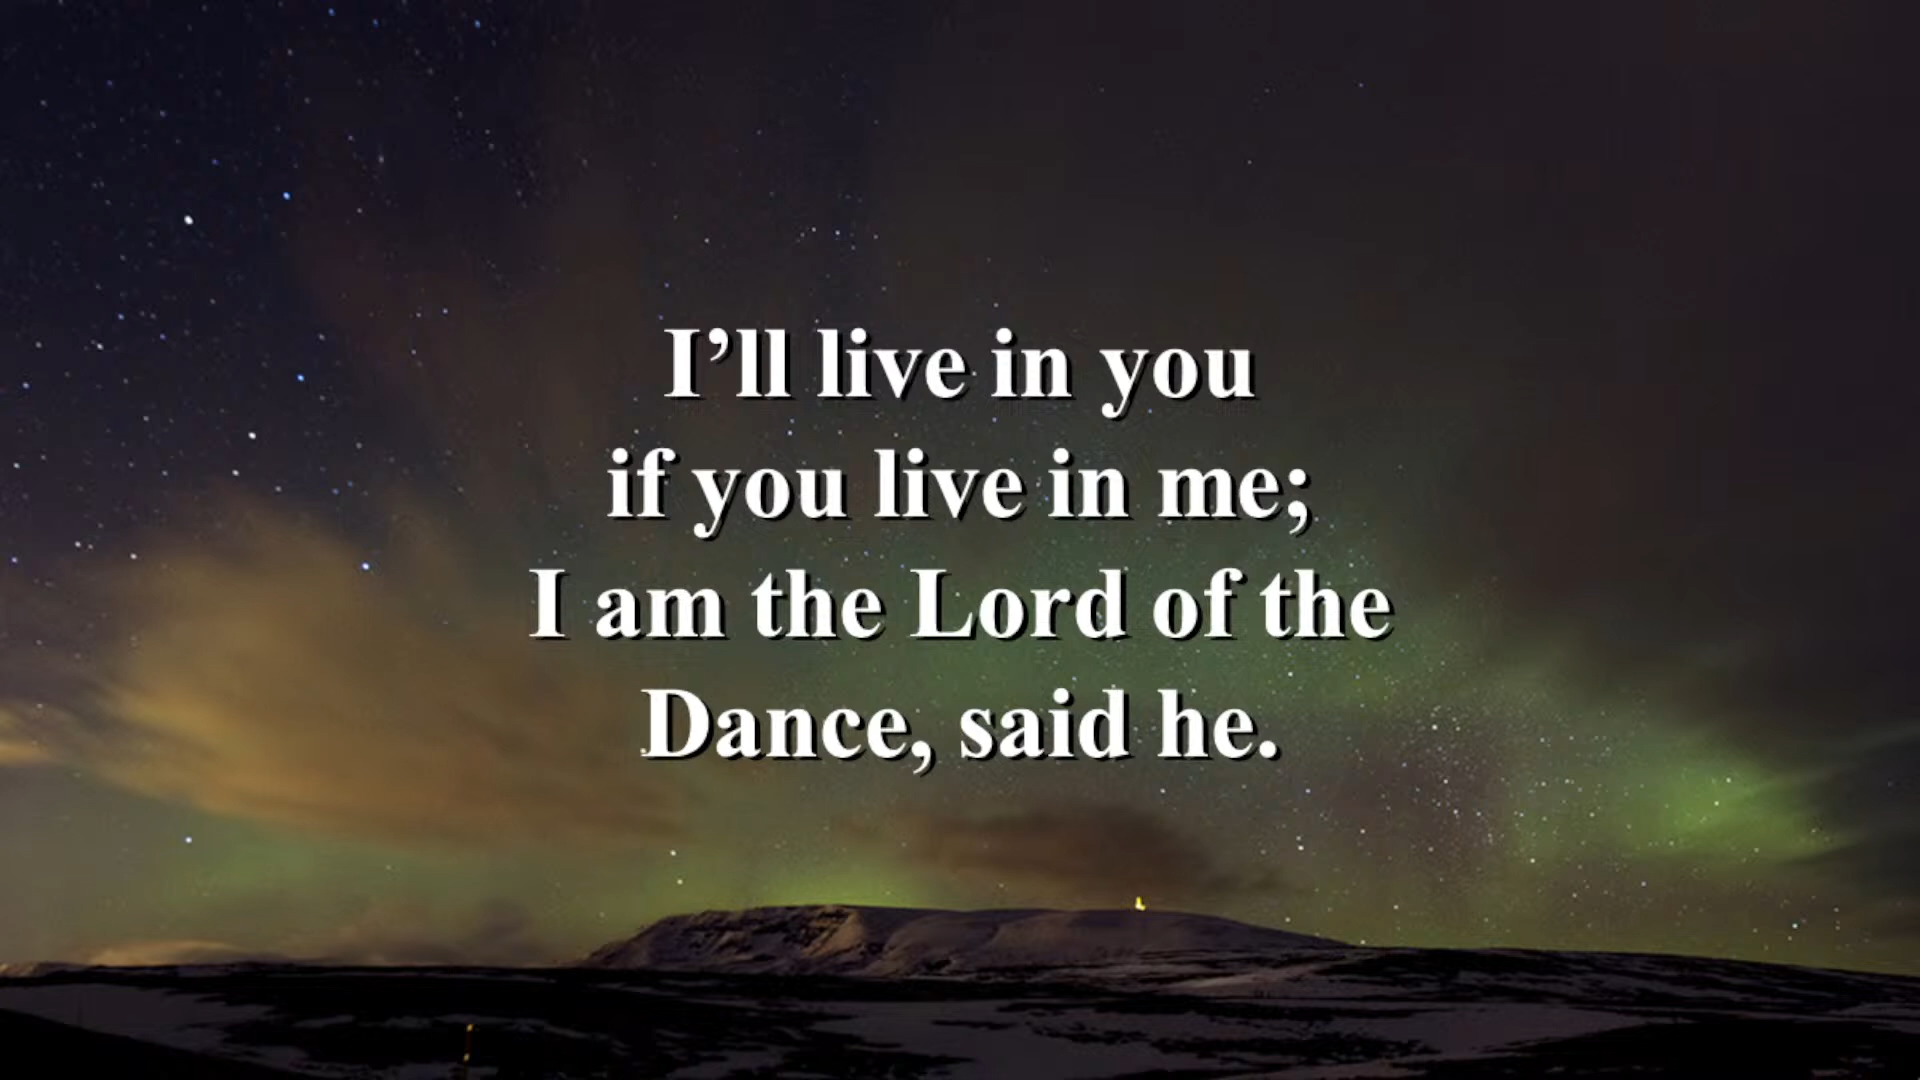 I’ll live in you
if you live in me;
I am the Lord of the
Dance, said he.